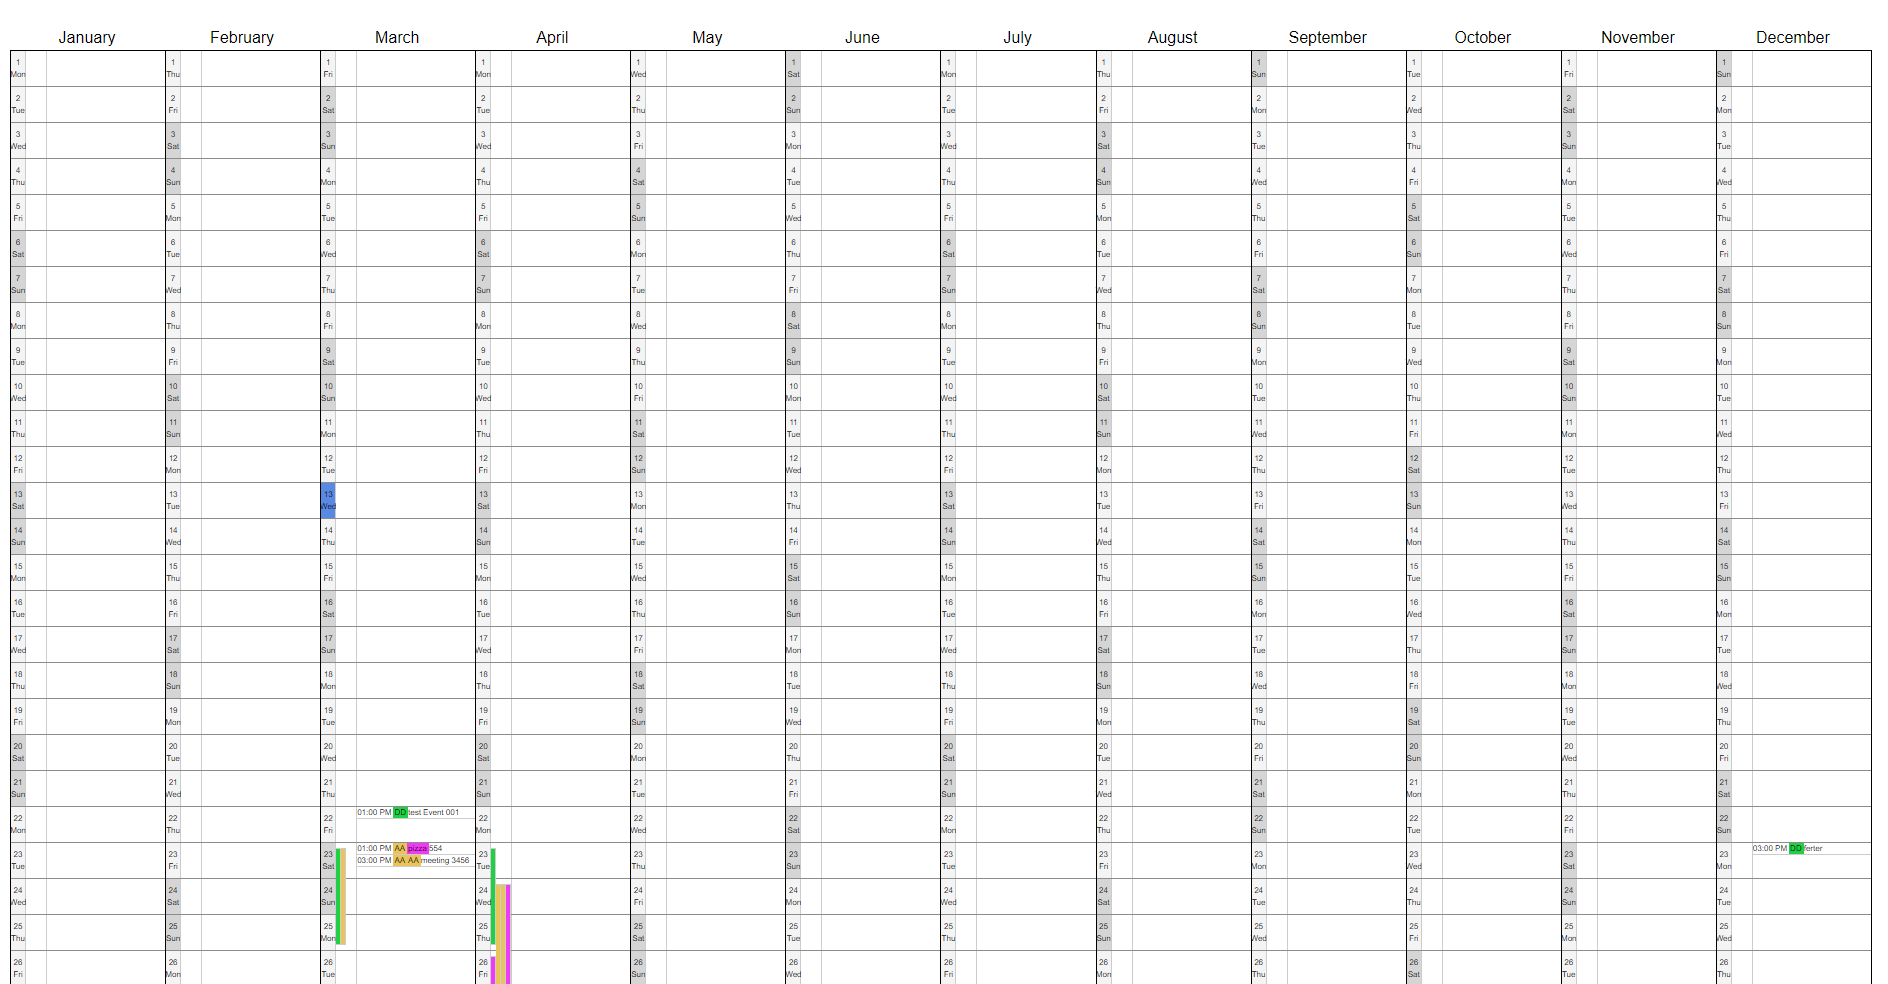 January February March April May June July August September October November December
1 1 1 1 1 1 1 1 1 1 1 1
Mon Thu Fri Mon Wed Sat Mon Thu Sun Tue Fri Sun
2 2 2 2 2 2 2 2 2 2 2 2
Tue Fri Sat Tue Thu Sun Tue Fri Mon Wed Sat Mon
3 3 3 3 3 3 3 3 3 3 3 3
Wed Sat Sun Wed Fri Mon Wed Sat Tue Thu Sun Tue
4 4 4 4 4 4 4 4 4 4 4 4
Thu Sun Mon Thu Sat Tue Thu Sun Wed Fri Mon Wed
5 5 5 5 5 5 5 5 5 5 5 5
Fri Mon Tue Fri Sun Wed Fri Mon Thu Sat Tue Thu
6 6 6 6 6 6 6 6 6 6 6 6
Sat Tue Wed Sat Mon Thu Sat Tue Fri Sun Wed Fri
7 7 7 7 7 7 7 7 7 7 7 7
Sun Wed Thu Sun Tue Fri Sun Wed Sat Mon Thu Sat
8 8 8 8 8 8 8 8 8 8 8 8
Mon Thu Fri Mon Wed Sat Mon Thu Sun Tue Fri Sun
9 9 9 9 9 9 9 9 9 9 9 9
Tue Fri Sat Tue Thu Sun Tue Fri Mon Wed Sat Mon
10 10 10 10 10 10 10 10 10 10 10 10
Wed Sat Sun Wed Fri Mon Wed Sat Tue Thu Sun Tue
11 11 11 11 11 11 11 11 11 11 11 11
Thu Sun Mon Thu Sat Tue Thu Sun Wed Fri Mon Wed
12 12 12 12 12 12 12 12 12 12 12 12
Fri Mon Tue Fri Sun Wed Fri Mon Thu Sat Tue Thu
13 13 13 13 13 13 13 13 13 13 13 13
Sat Tue Wed Sat Mon Thu Sat Tue Fri Sun Wed Fri
14 14 14 14 14 14 14 14 14 14 14 14
Sun Wed Thu Sun Tue Fri Sun Wed Sat Mon Thu Sat
15 15 15 15 15 15 15 15 15 15 15 15
Mon Thu Fri Mon Wed Sat Mon Thu Sun Tue Fri Sun
16 16 16 16 16 16 16 16 16 16 16 16
Tue Fri Sat Tue Thu Sun Tue Fri Mon Wed Sat Mon
17 17 17 17 17 17 17 17 17 17 17 17
Wed Sat Sun Wed Fri Mon Wed Sat Tue Thu Sun Tue
18 18 18 18 18 18 18 18 18 18 18 18
Thu Sun Mon Thu Sat Tue Thu Sun Wed Fri Mon Wed
19 19 19 19 19 19 19 19 19 19 19 19
Fri Mon Tue Fri Sun Wed Fri Mon Thu Sat Tue Thu
20 20 20 20 20 20 20 20 20 20 20 20
Sat Tue Wed Sat Mon Thu Sat Tue Fri Sun Wed Fri
21 21 21 21 21 21 21 21 21 21 21 21
Sun Wed Thu Sun Tue Fri Sun Wed Sat Mon Thu Sat
22 22 22 01:00 PM DD test Event 001 22 22 22 22 22 22 22 22 22
Mon Thu Fri Mon Wed Sat Mon Thu Sun Tue Fri Sun
23 23 23 01:00 PM AA pizza 554 23 23 23 23 23 23 23 23 23 03:00 PM DD ferter
Tue Fri Sat 03:00 PM AA AA meeting 3456 Tue Thu Sun Tue Fri Mon Wed Sat Mon
24 24 24 24 24 24 24 24 24 24 24 24
Wed Sat Sun Wed Fri Mon Wed Sat Tue Thu Sun Tue
25 25 25 25 25 25 25 25 25 25 25 25
Thu Sun Mon Thu Sat Tue Thu Sun Wed Fri Mon Wed
26 26 26 26 26 26 26 26 26 26 26 26
Fri Mon Tue Fri Sun Wed Fri Mon Thu Sat Tue Thu